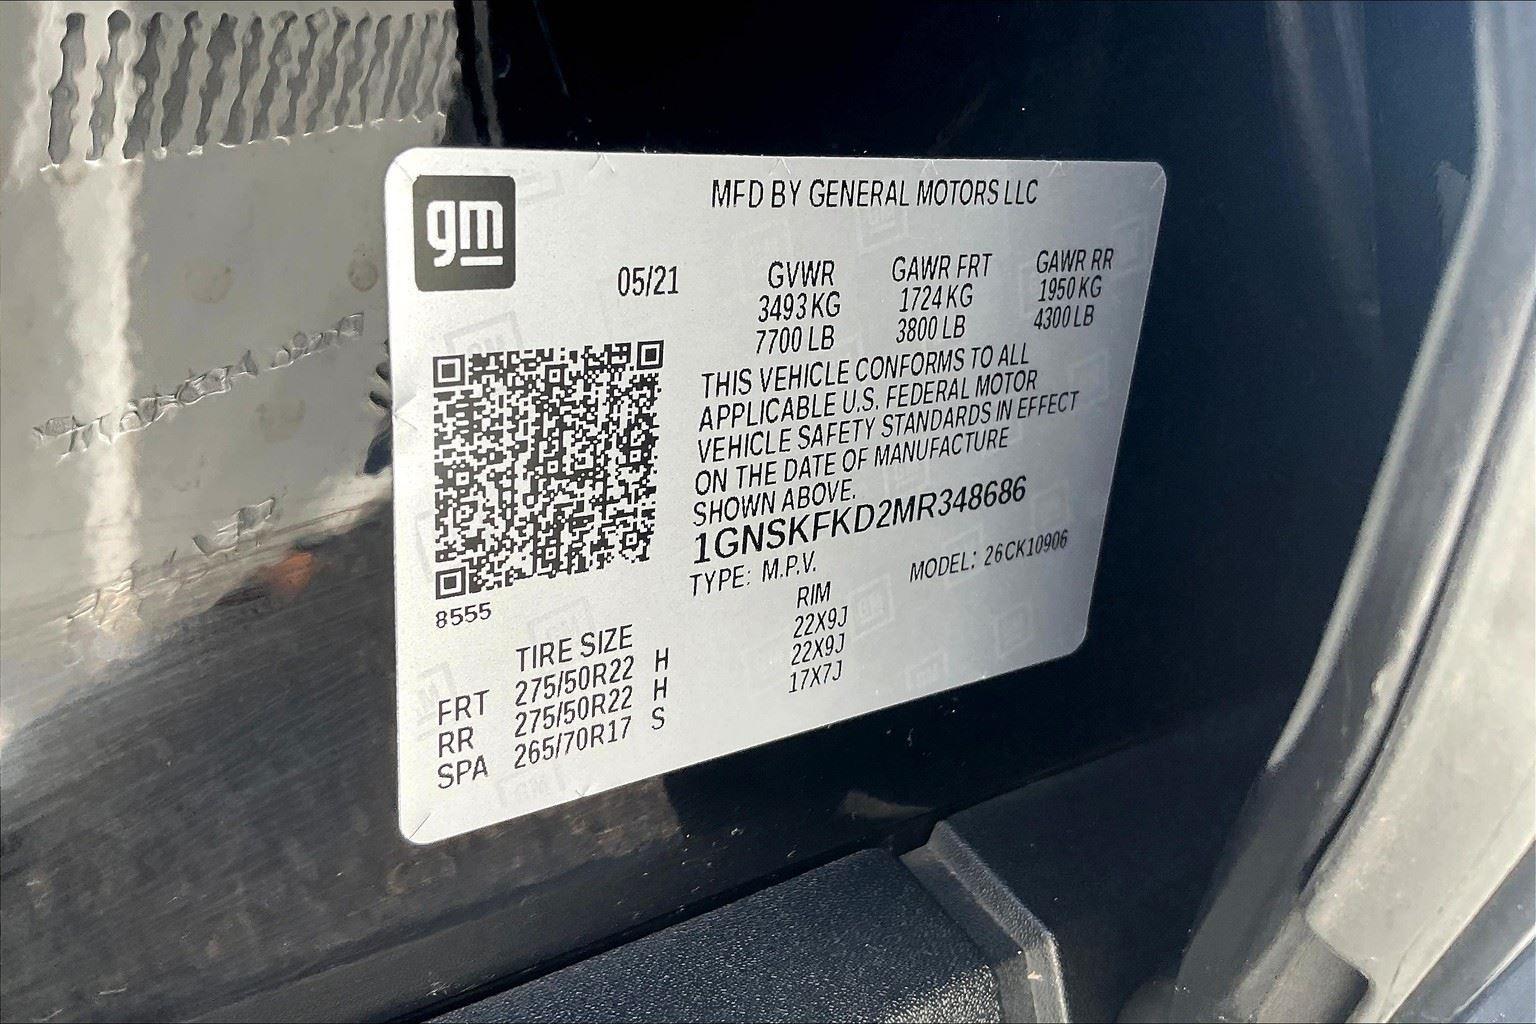 gm
MFD BY GENERAL MOTORS LLC
05/21
GVWR GAWR FRT GAWR RR
3493 KG 1724 KG 1950 KG
7700 LB 3800 LB 4300 LB
THIS VEHICLE CONFORMS TO ALL
APPLICABLE U.S. FEDERAL MOTOR
VEHICLE SAFETY STANDARDS IN EFFECT
ON THE DATE OF MANUFACTURE
SHOWN ABOVE.
1GNSKFKD2MR348686
TYPE: M.P.V. MODEL: 26CK10906
8555
TIRE SIZE RIM
FRT 275/50R22 H 22X9J
RR 275/50R22 H 22X9J
SPA 265/70R17 S 17X7J